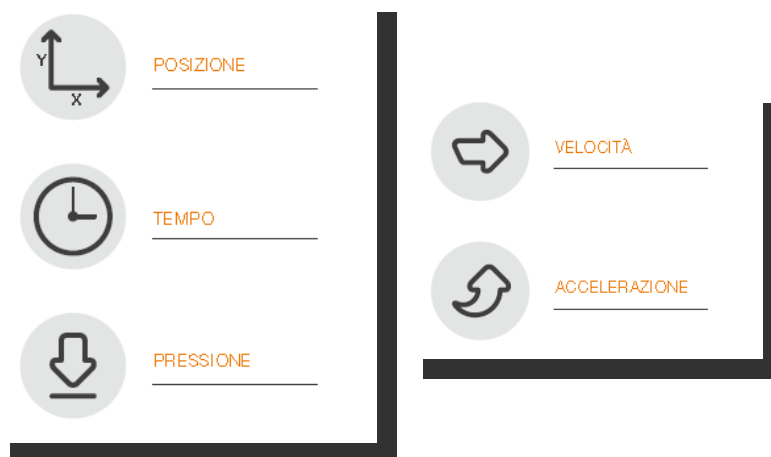 Y
X
POSIZIONE
TEMPO
PRESSIONE
VELOCITÀ
ACCELERAZIONE